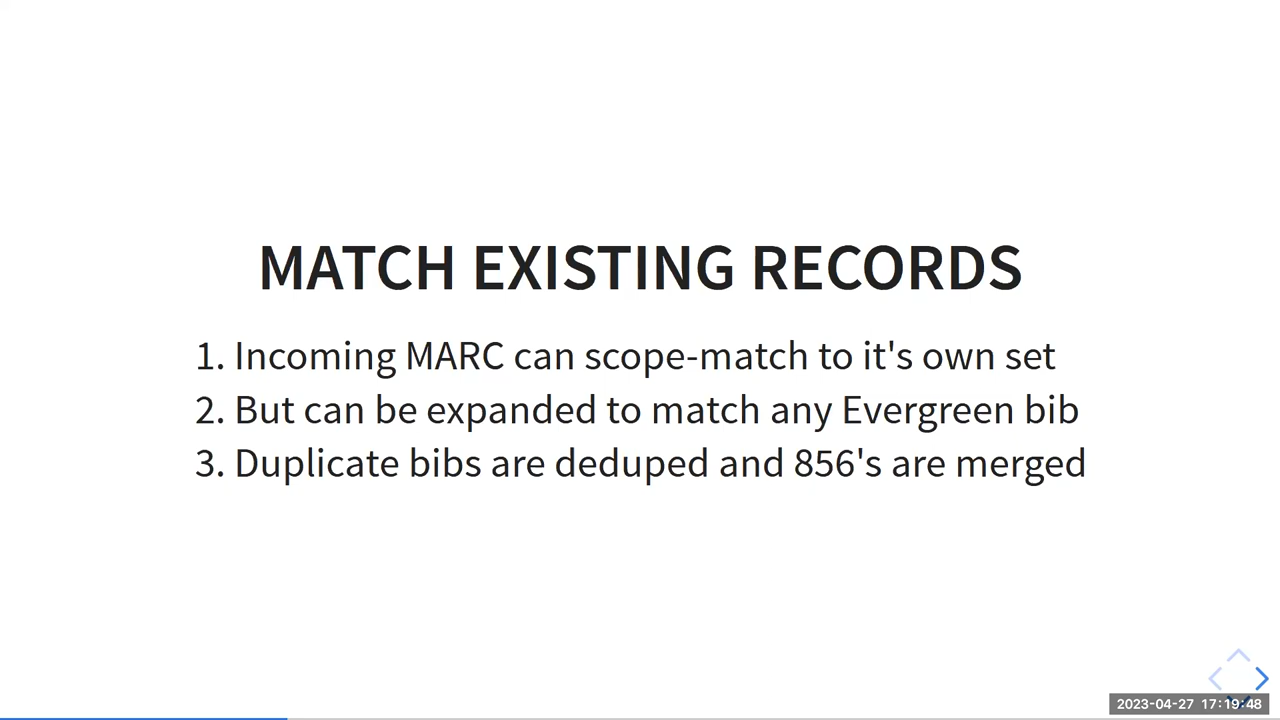 MATCH EXISTING RECORDS
1. Incoming MARC can scope-match to it's own set
2. But can be expanded to match any Evergreen bib
3. Duplicate bibs are deduped and 856's are merged
2023-04-27 17:19:48